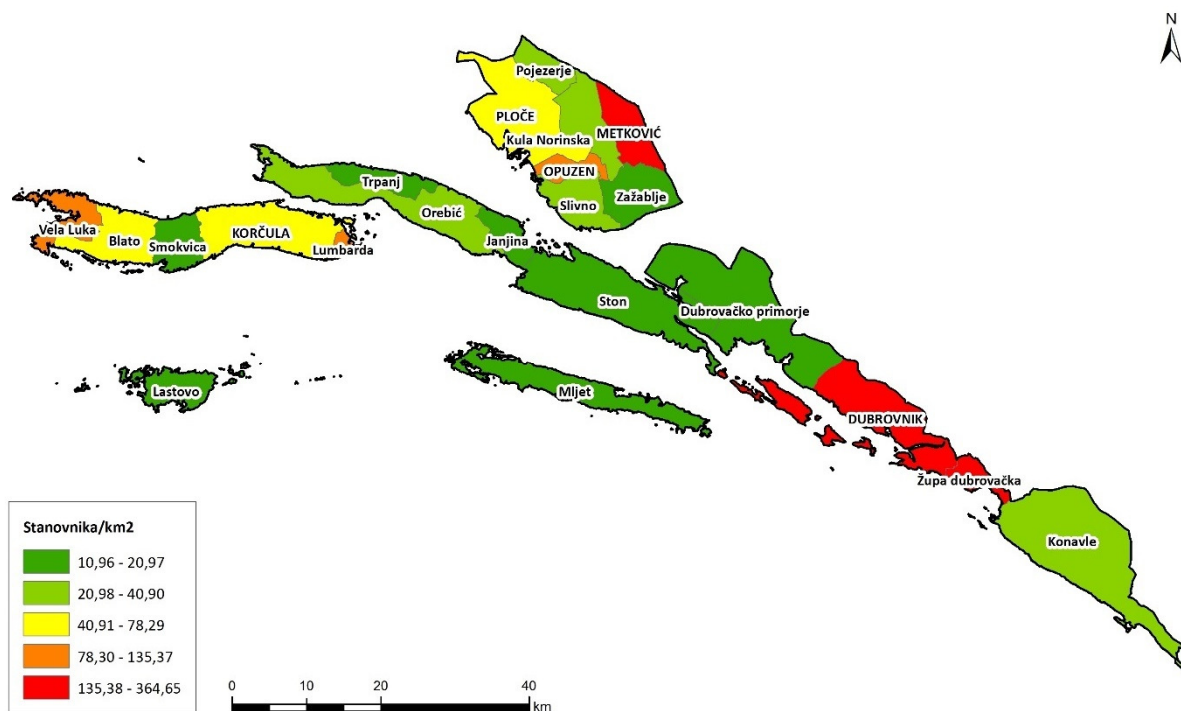 N
Pojezerje
PLOČE
METKOVIĆ
Kula Norinska
OPUZEN
Trpanj
Zažablje
Slivno
Orebić
Vela Luka
Blato
Smokvica
KORČULA
Lumbarda
Janjina
Ston
Dubrovačko primorje
Lastovo
Mljet
DUBROVNIK
Župa dubrovačka
Konavle
Stanovnika/km2
10,96 - 20,97
20,98 - 40,90
40,91 - 78,29
78,30 - 135,37
135,38 - 364,65
0 10 20 40
km